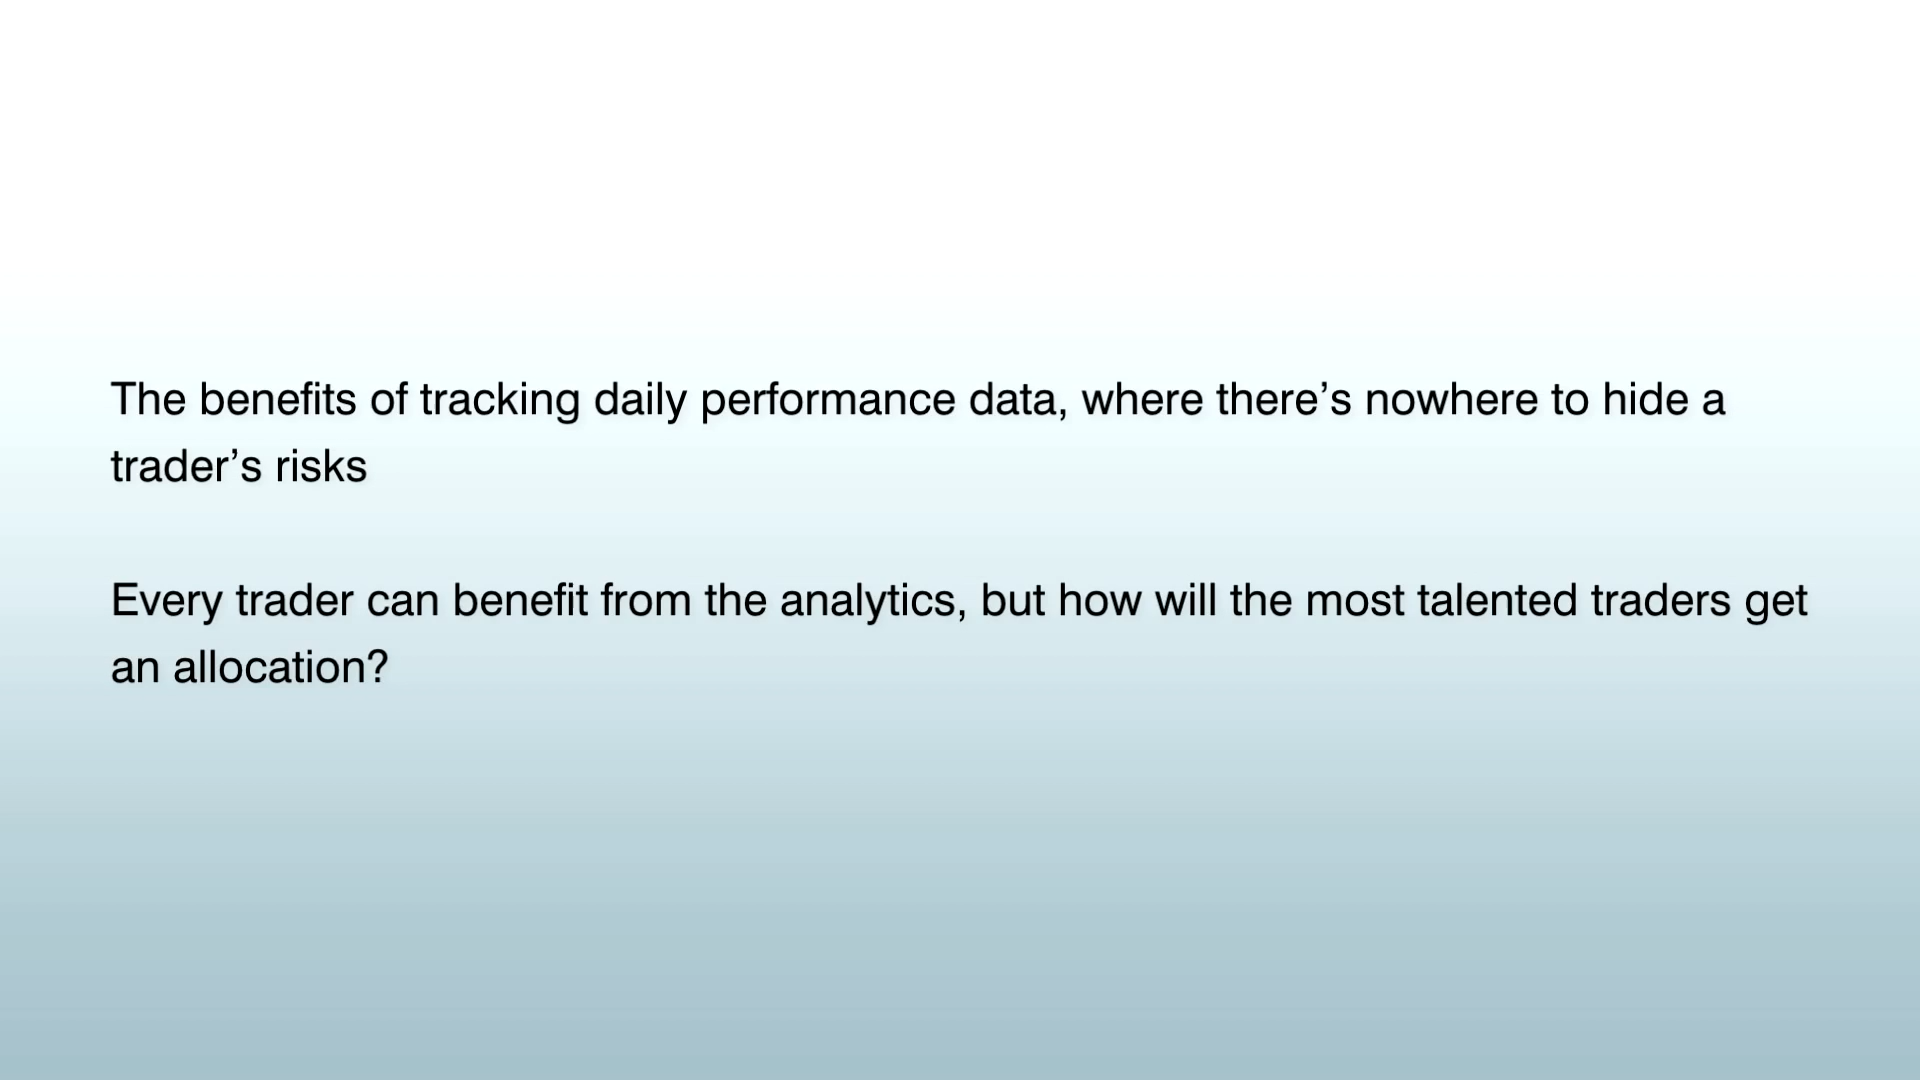 The benefits of tracking daily performance data, where there’s nowhere to hide a
trader’s risks
Every trader can benefit from the analytics, but how will the most talented traders get
an allocation?